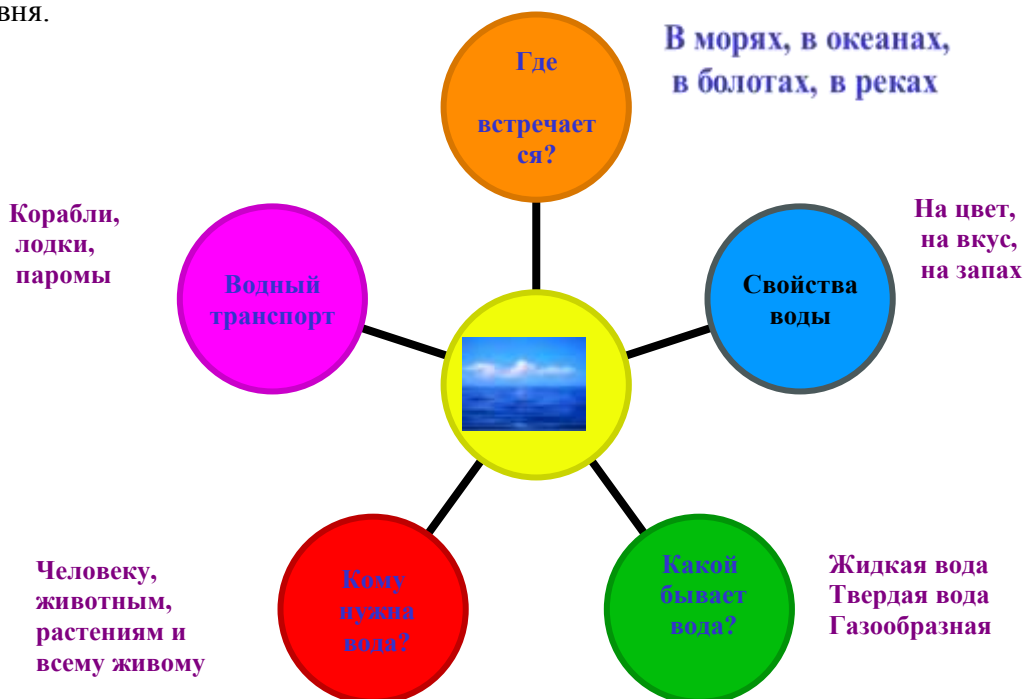 вня.
Где
встречает
ся?
В морях, в океанах,
в болотах, в реках
Корабли,
лодки,
паромы
Водный
транспорт
Свойства
воды
На цвет,
на вкус,
на запах
Человеку,
животным,
растениям и
всему живому
Кому
нужна
вода?
Какой
бывает
вода?
Жидкая вода
Твердая вода
Газообразная